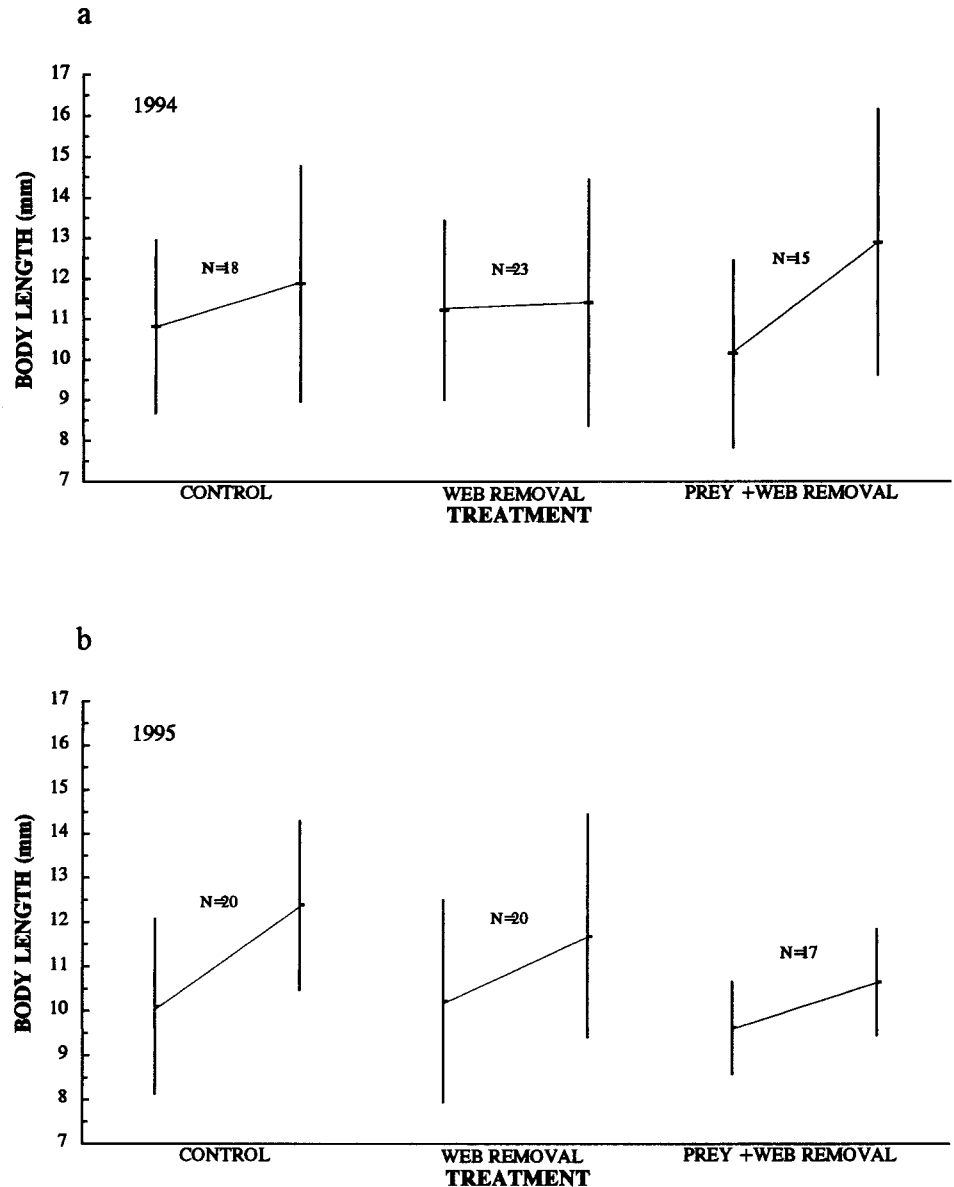 a
1994
BODY LENGTH (mm)
17
16
15
14
13
12
11
10
9
8
7
N=18
N=23
N=15
CONTROL
WEB REMOVAL
PREY +WEB REMOVAL
TREATMENT
b
1995
BODY LENGTH (mm)
17
16
15
14
13
12
11
10
9
8
7
N=20
N=20
N=17
CONTROL
WEB REMOVAL
PREY +WEB REMOVAL
TREATMENT